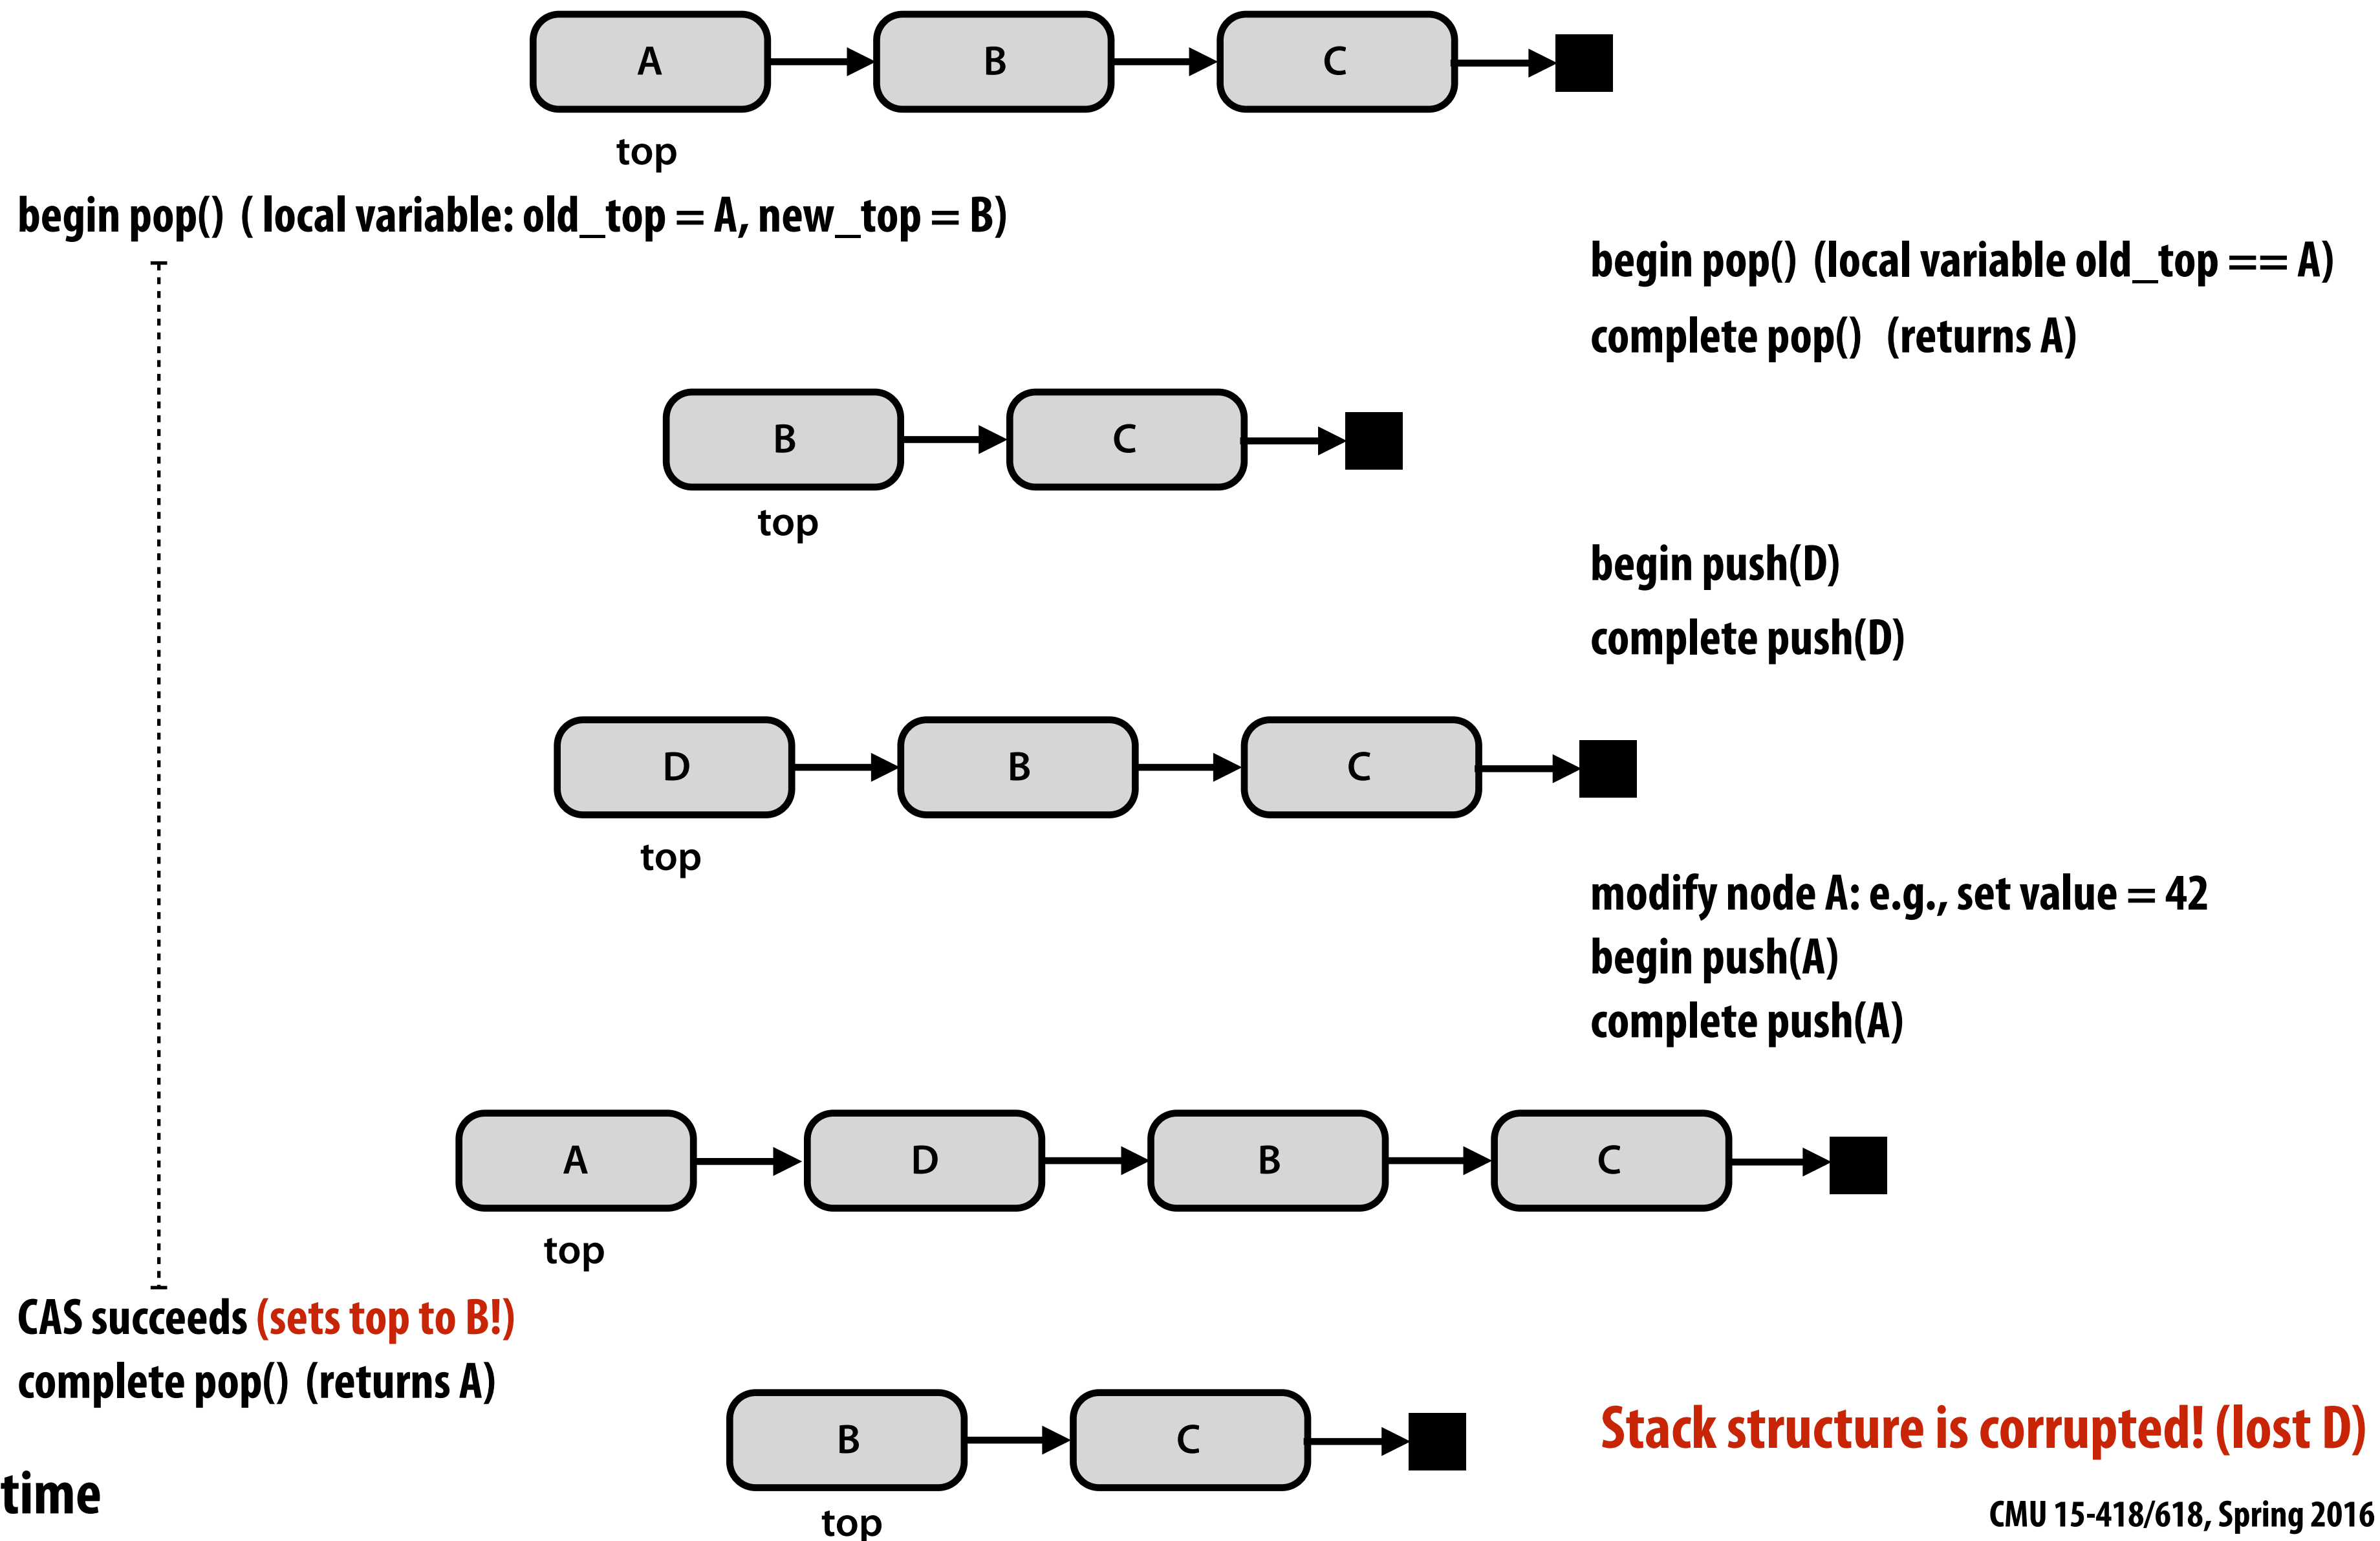 A B C
top
begin pop() ( local variable: old_top = A, new_top = B)
begin pop() (local variable old_top == A)
complete pop() (returns A)
B C
top
begin push(D)
complete push(D)
D B C
top
modify node A: e.g., set value = 42
begin push(A)
complete push(A)
A D B C
top
CAS succeeds (sets top to B!)
complete pop() (returns A)
B C
top
Stack structure is corrupted! (lost D)
time
CMU 15-418/618, Spring 2016